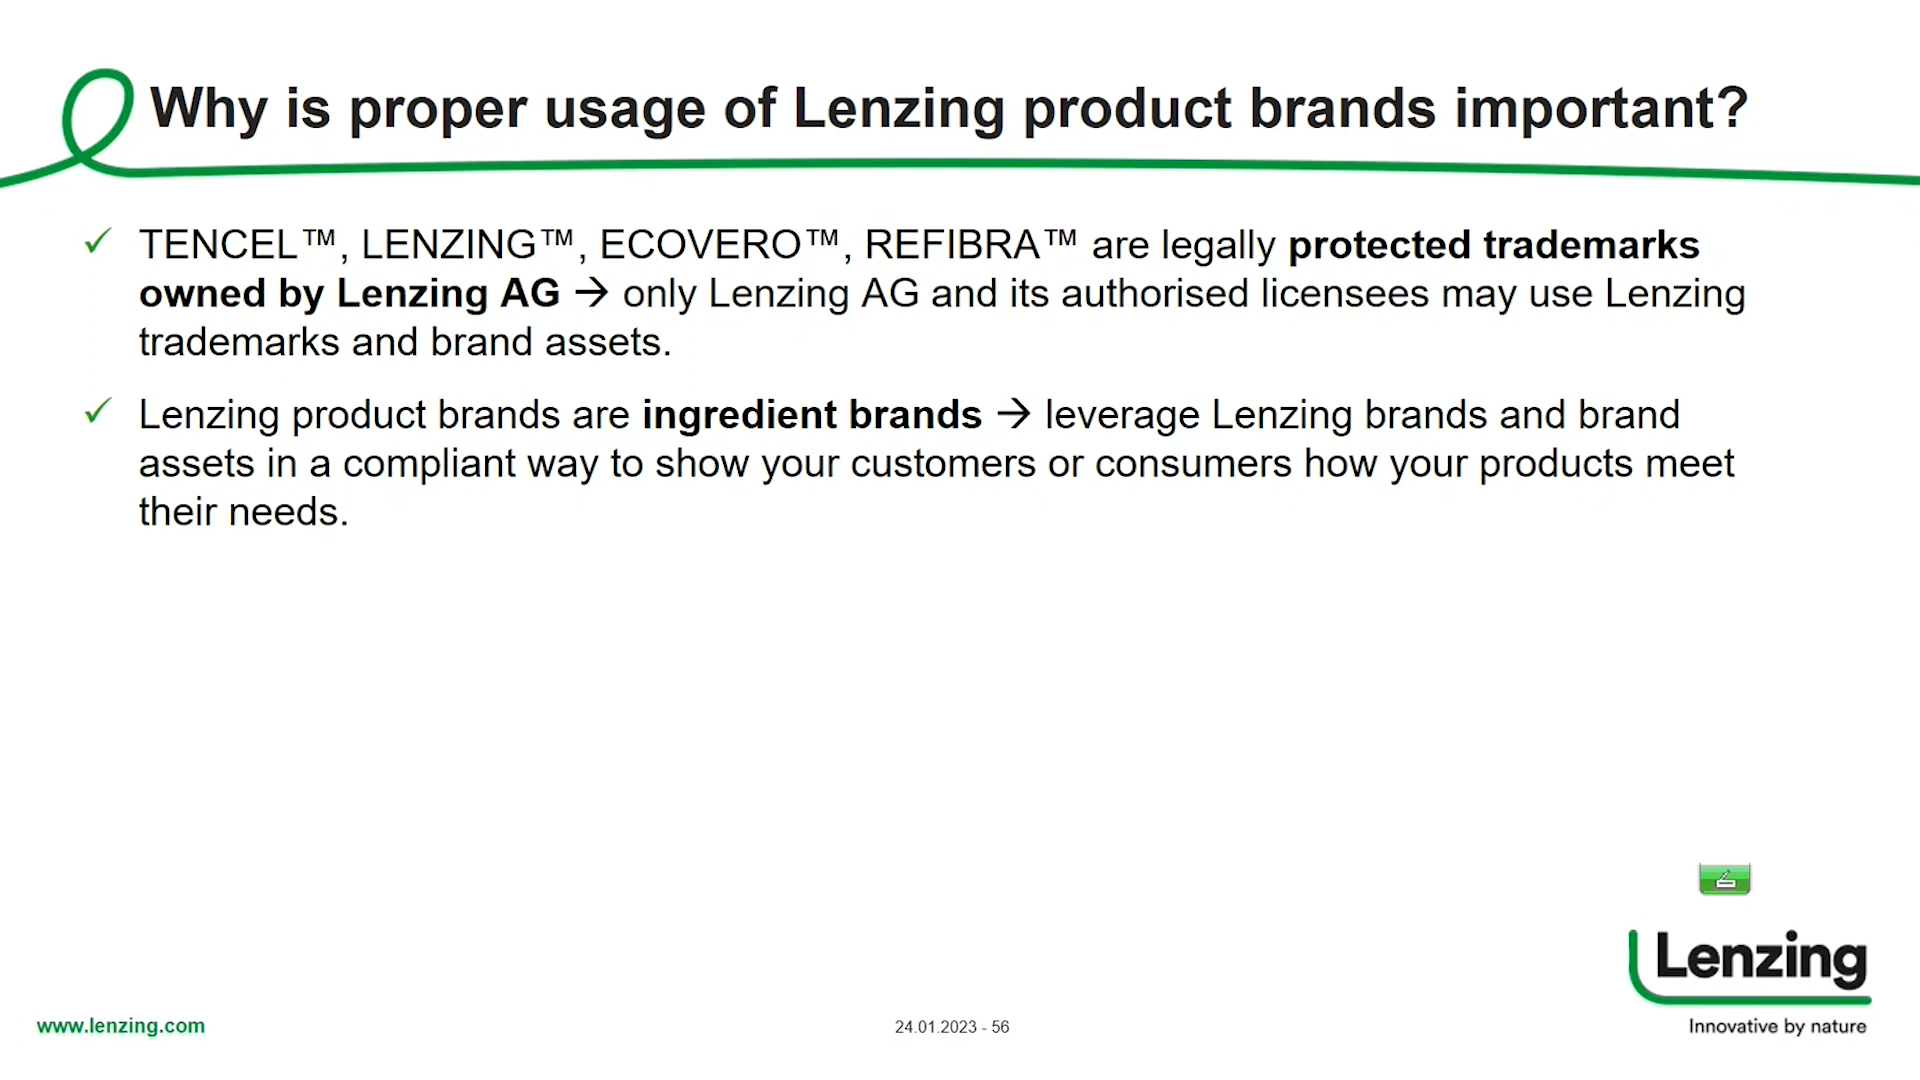 Why is proper usage of Lenzing product brands important?
✓ TENCEL™, LENZING™, ECOVERO™, REFIBRA™ are legally protected trademarks
owned by Lenzing AG → only Lenzing AG and its authorised licensees may use Lenzing
trademarks and brand assets.
✓ Lenzing product brands are ingredient brands → leverage Lenzing brands and brand
assets in a compliant way to show your customers or consumers how your products meet
their needs.
Lenzing
Innovative by nature
www.lenzing.com
24.01.2023 - 56